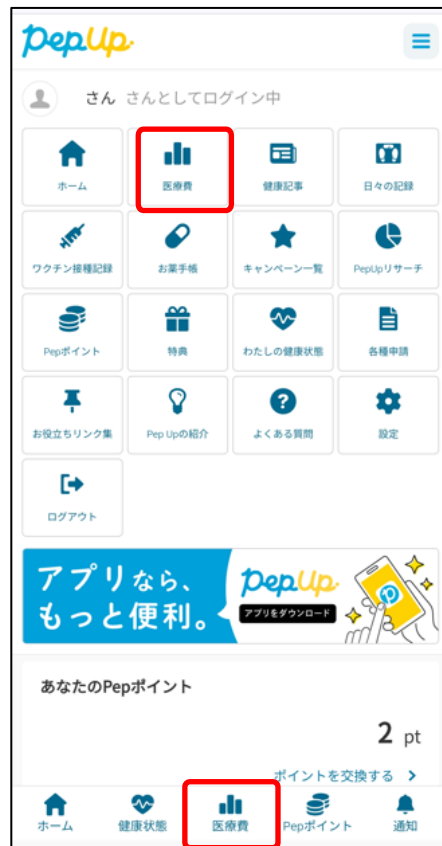 PepUp
さん さんとしてログイン中
ホーム 医療費 健康記事 日々の記録
ワクチン接種記録 お薬手帳 キャンペーン一覧 PepUpリサーチ
Pepポイント 特典 わたしの健康状態 各種申請
お役立ちリンク集 Pep Upの紹介 よくある質問 設定
ログアウト
アプリなら、
もっと便利。
PepUp
アプリをダウンロード
あなたのPepポイント
2 pt
ポイントを交換する
ホーム 健康状態 医療費 Pepポイント 通知